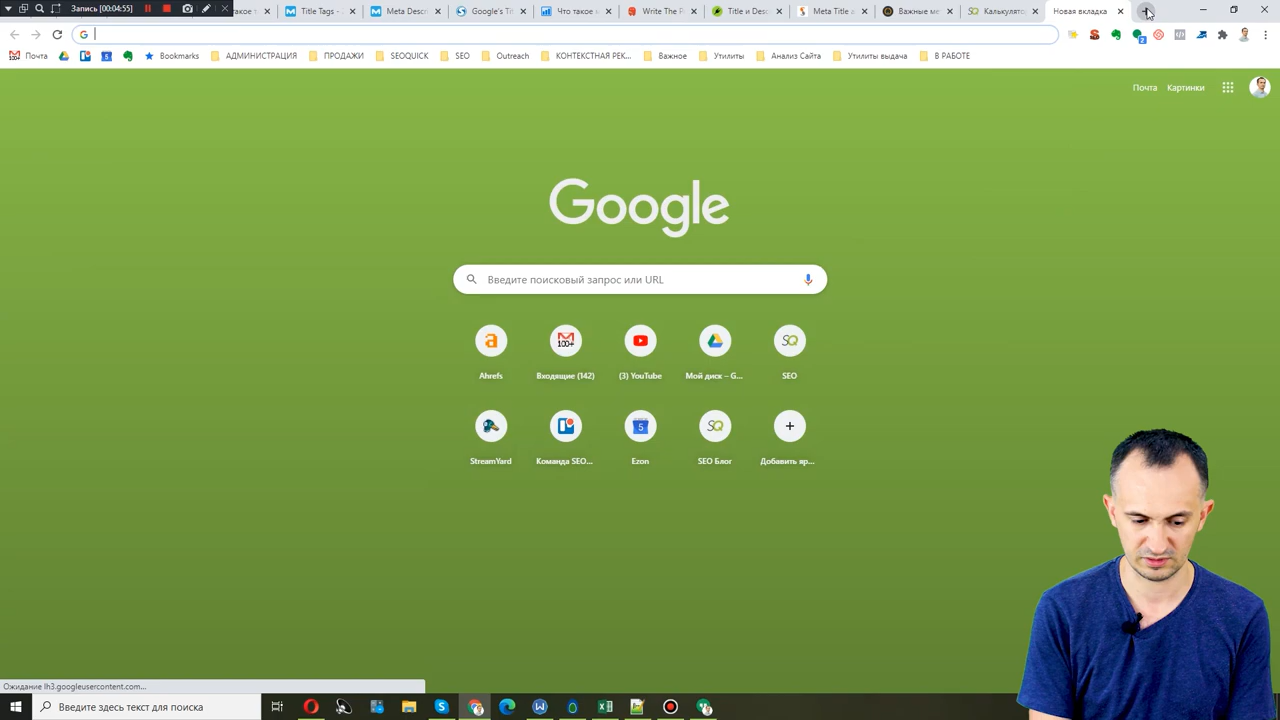 Запись [00:04:55]
акое т
Title Tags -
Meta Descr
Google's Tit
Что такое м
Write The P
Title и Desc
Meta Title и
Важные ме
Калькулято
Новая вкладка
Почта
Bookmarks
АДМИНИСТРАЦИЯ
ПРОДАЖИ
SEOQUICK
SEO
Outreach
КОНТЕКСТНАЯ РЕК...
Важное
Утилиты
Анализ Сайта
Утилиты выдача
В РАБОТЕ
Почта Картинки
Google
Введите поисковый запрос или URL
Ahrefs
Входящие (142)
(3) YouTube
Мой диск – G...
SEO
StreamYard
Команда SEO...
Ezon
SEO Блог
Добавить яр...
Ожидание lh3.googleusercontent.com...
Введите здесь текст для поиска